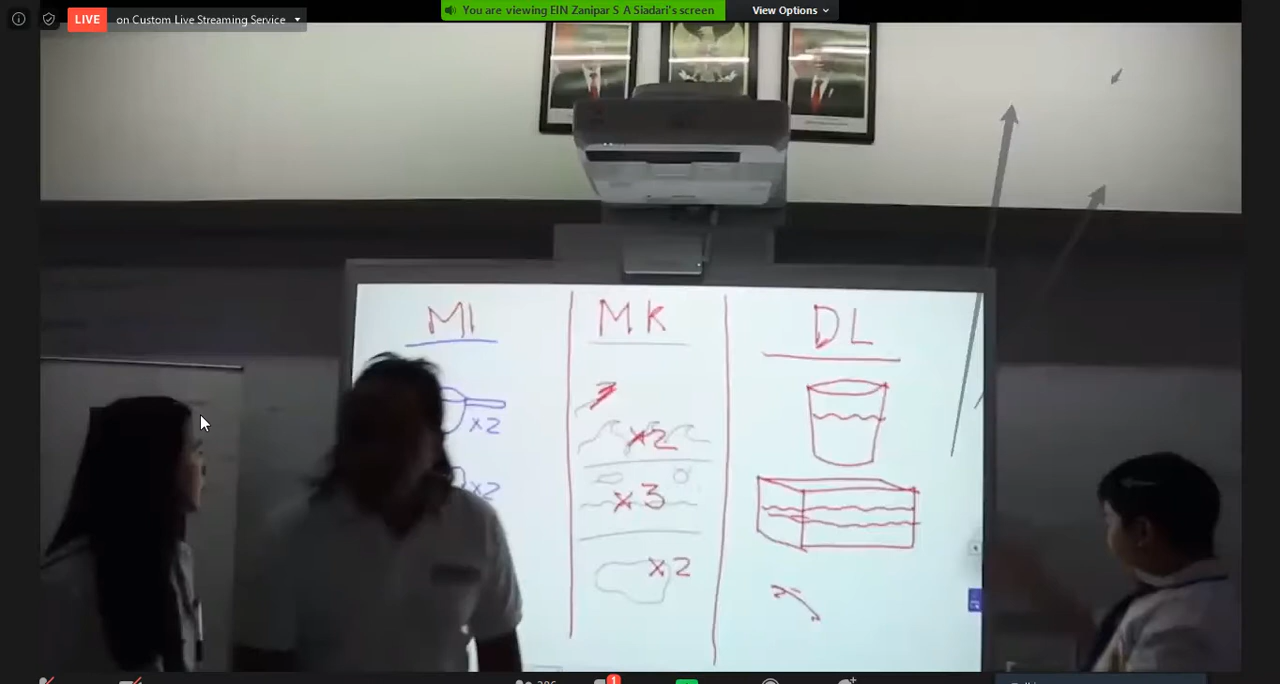 LIVE on Custom Live Streaming Service
You are viewing EIN Zanipar S A Siadari's screen
View Options
MI
MK
DL
x2
x2
x2
x3
x2
1